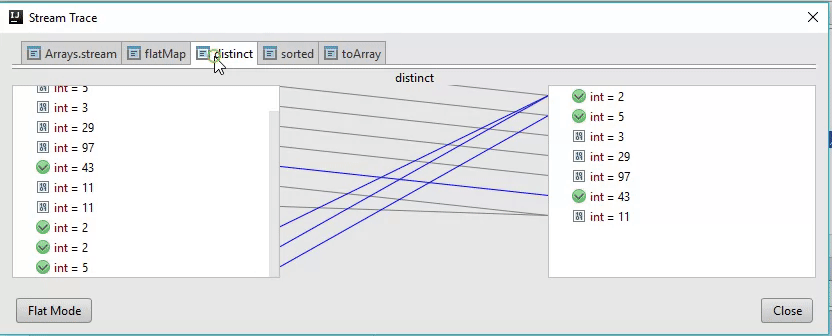 Stream Trace
Arrays.stream flatMap distinct sorted toArray
distinct
int = 5
int = 3
int = 29
int = 97
int = 43
int = 11
int = 11
int = 2
int = 2
int = 5
int = 2
int = 5
int = 3
int = 29
int = 97
int = 43
int = 11
Flat Mode
Close